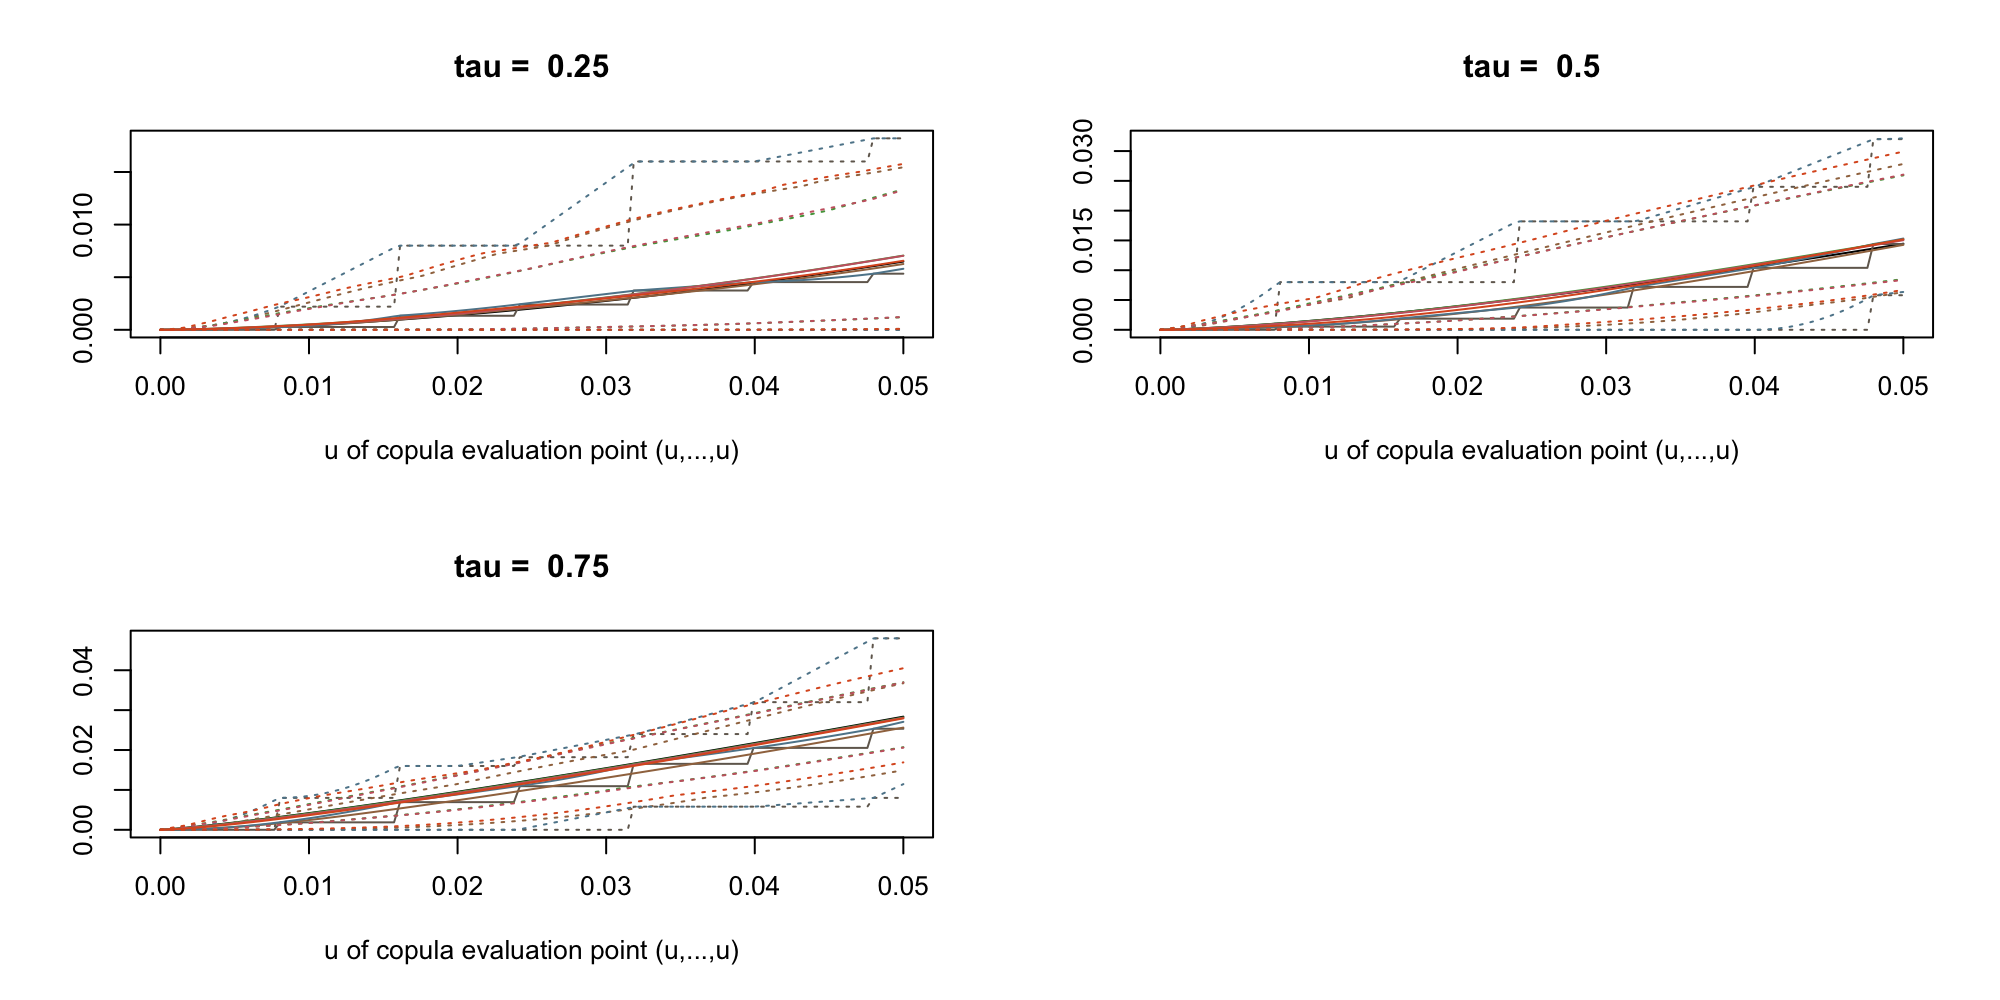 tau =  0.25
0.000
0.010
0.00 0.01 0.02 0.03 0.04 0.05
u of copula evaluation point (u,...,u)
tau =  0.5
0.000
0.015
0.030
0.00 0.01 0.02 0.03 0.04 0.05
u of copula evaluation point (u,...,u)
tau =  0.75
0.00
0.02
0.04
0.00 0.01 0.02 0.03 0.04 0.05
u of copula evaluation point (u,...,u)